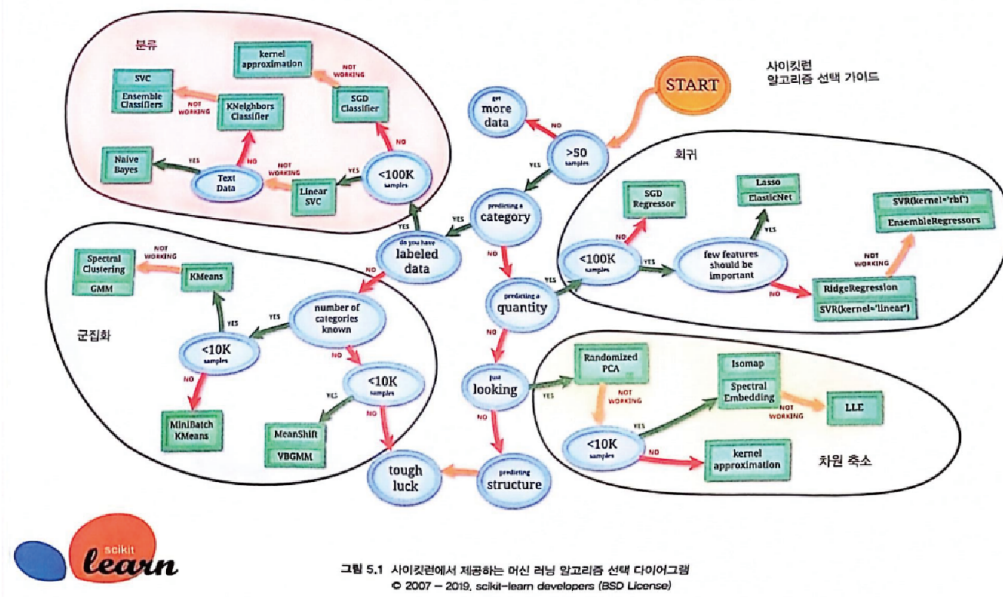 사이킷런
알고리즘 선택 가이드
START
>50
samples
get
more
data
NO
YES
predicting a
category
YES
NO
do you have
labeled
data
YES
NO
predicting a
quantity
YES
NO
just
looking
YES
NO
predicting
structure
tough
luck
분류
<100K
samples
YES
NO
SGD
Classifier
NOT
WORKING
kernel
approximation
Linear
SVC
NOT
WORKING
Text
Data
YES
NO
Naive
Bayes
KNeighbors
Classifier
NOT
WORKING
SVC
Ensemble
Classifiers
회귀
<100K
samples
NO
YES
SGD
Regressor
few features
should be
important
YES
NO
Lasso
ElasticNet
RidgeRegression
SVR(kernel='linear')
NOT
WORKING
SVR(kernel='rbf')
EnsembleRegressors
군집화
number of
categories
known
YES
NO
<10K
samples
YES
NO
KMeans
NOT
WORKING
Spectral
Clustering
GMM
MiniBatch
KMeans
<10K
samples
YES
NO
MeanShift
VBGMM
차원 축소
Randomized
PCA
NOT
WORKING
<10K
samples
YES
NO
Isomap
Spectral
Embedding
NOT
WORKING
LLE
kernel
approximation
scikit
learn
그림 5.1 사이킷런에서 제공하는 머신 러닝 알고리즘 선택 다이어그램
© 2007 – 2019, scikit-learn developers (BSD License)